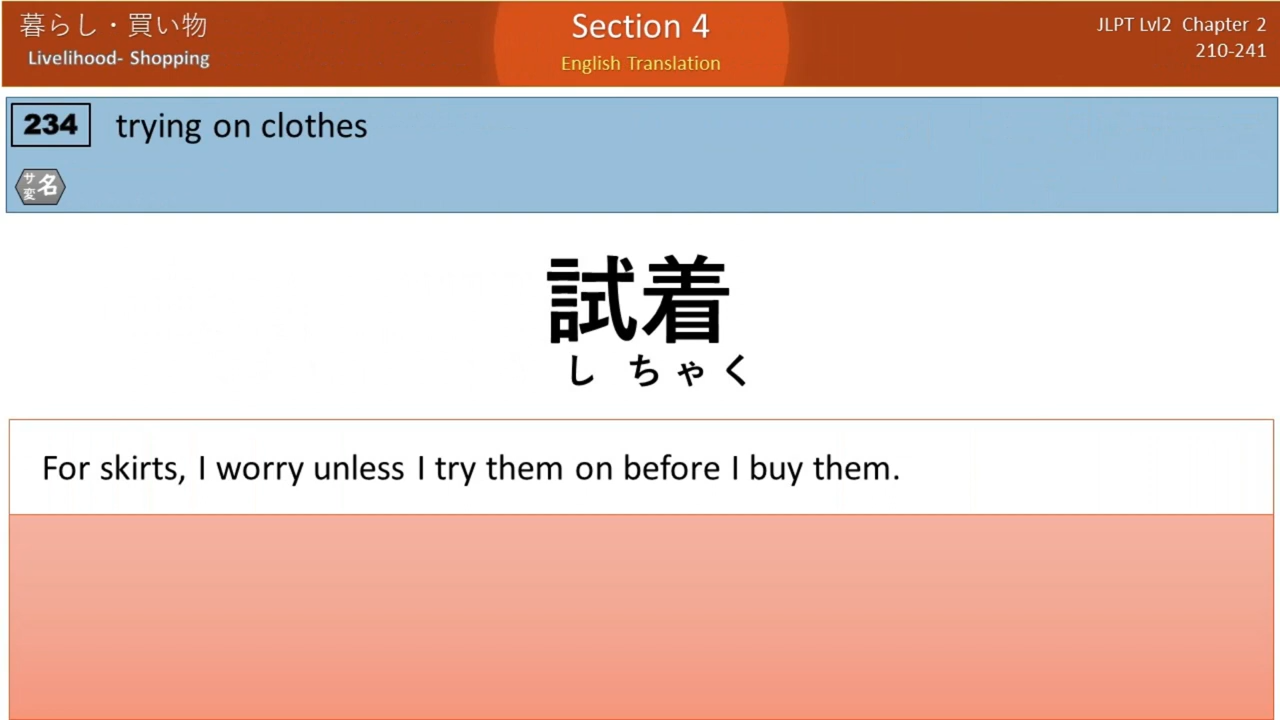 暮らし・買い物
Livelihood- Shopping
Section 4
English Translation
JLPT Lvl2 Chapter 2
210-241
234 trying on clothes
サ変 名
試着
しちゃく
For skirts, I worry unless I try them on before I buy them.